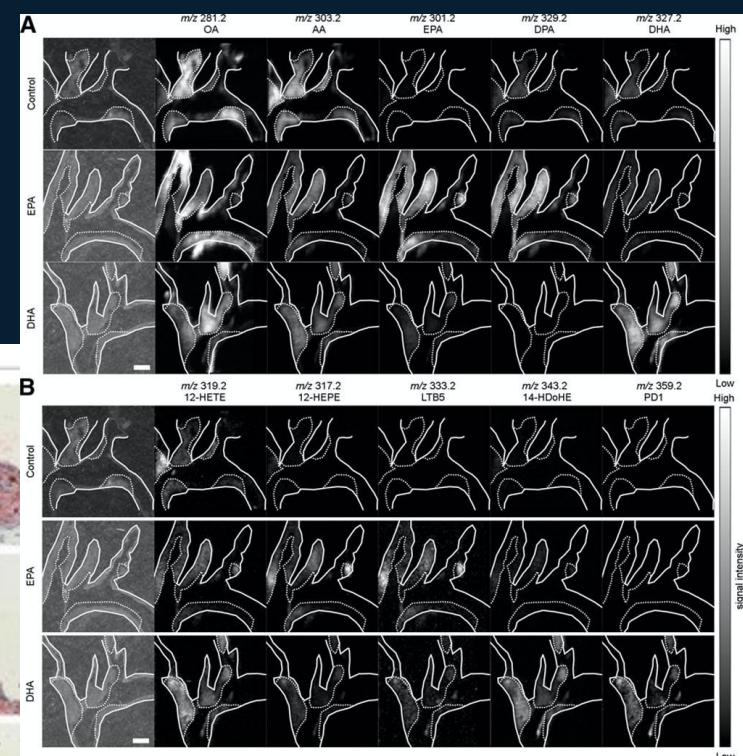 A
m/z 281.2 m/z 303.2 m/z 301.2 m/z 329.2 m/z 327.2
OA AA EPA DPA DHA
High
Control
EPA
DHA
Low
B
m/z 319.2 m/z 317.2 m/z 333.2 m/z 343.2 m/z 359.2
12-HETE 12-HEPE LTB5 14-HDoHE PD1
High
Control
EPA
DHA
signal intensity
Low